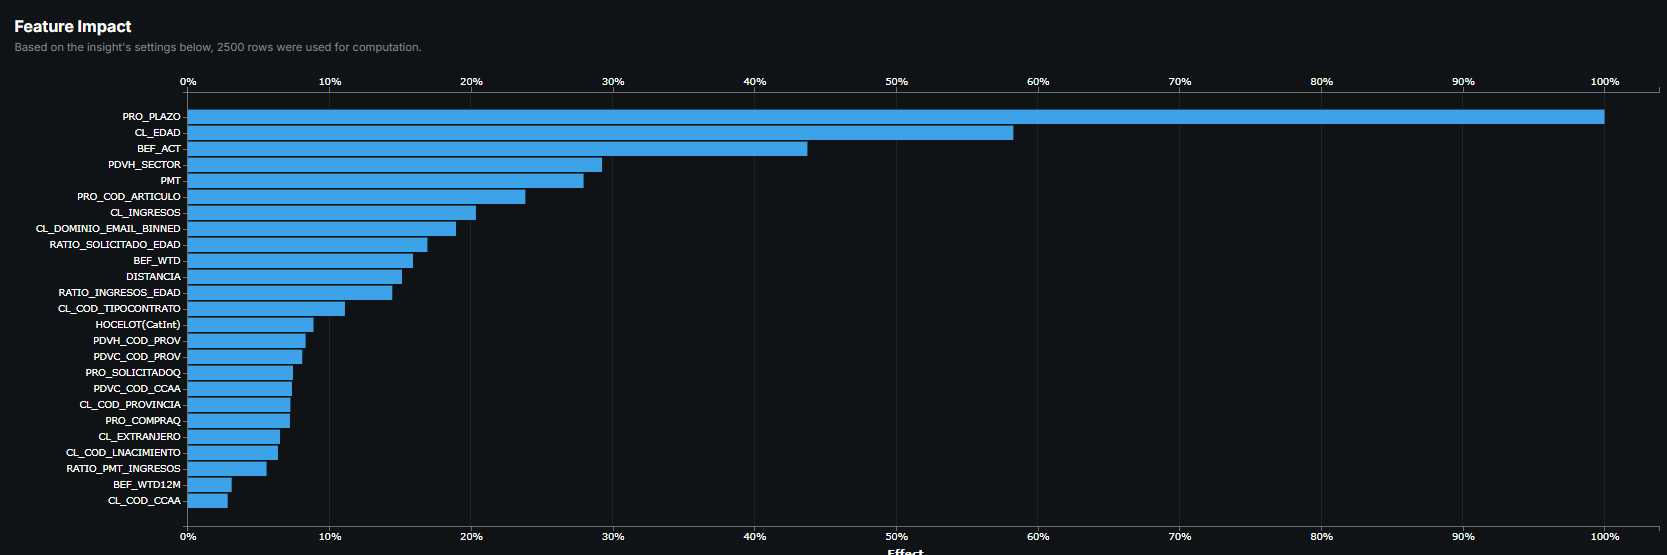 Feature Impact
Based on the insight's settings below, 2500 rows were used for computation.
0% 10% 20% 30% 40% 50% 60% 70% 80% 90% 100%
PRO_PLAZO
CL_EDAD
BEF_ACT
PDVH_SECTOR
PMT
PRO_COD_ARTICULO
CL_INGRESOS
CL_DOMINIO_EMAIL_BINNED
RATIO_SOLICITADO_EDAD
BEF_WTD
DISTANCIA
RATIO_INGRESOS_EDAD
CL_COD_TIPOCONTRATO
HOCELOT(CatInt)
PDVH_COD_PROV
PDVC_COD_PROV
PRO_SOLICITADOQ
PDVC_COD_CCAA
CL_COD_PROVINCIA
PRO_COMPRAQ
CL_EXTRANJERO
CL_COD_LNACIMIENTO
RATIO_PMT_INGRESOS
BEF_WTD12M
CL_COD_CCAA
0% 10% 20% 30% 40% 50% 60% 70% 80% 90% 100%
Effect